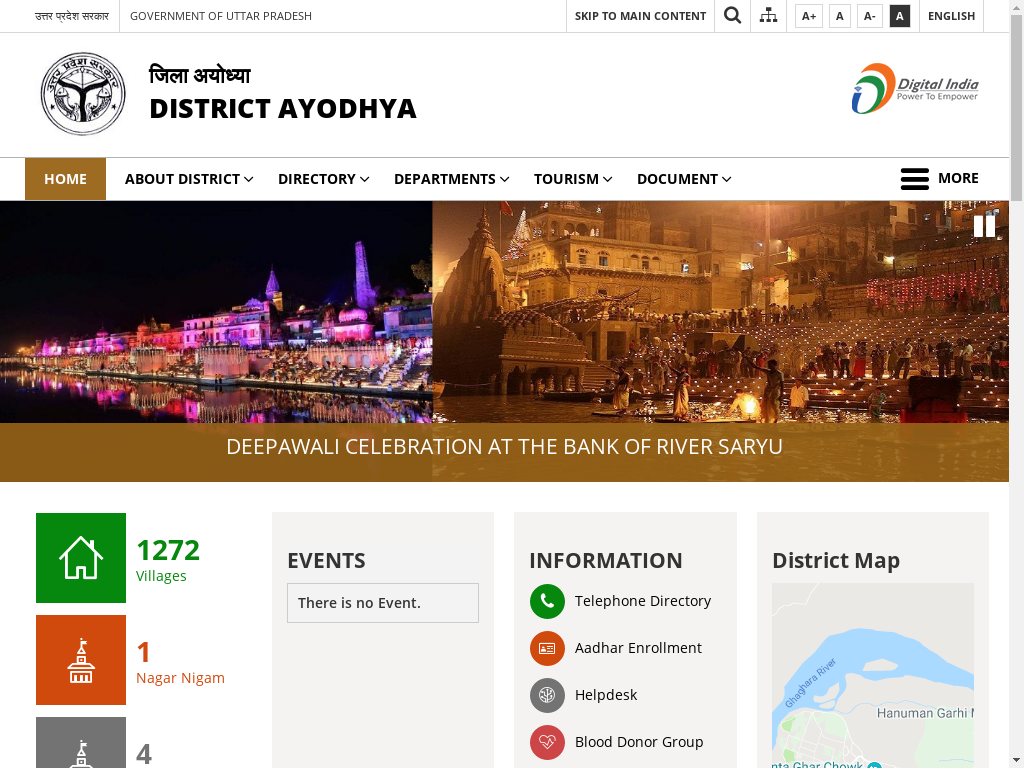 उत्तर प्रदेश सरकार
GOVERNMENT OF UTTAR PRADESH
SKIP TO MAIN CONTENT
A+
A
A-
A
ENGLISH
जिला अयोध्या
DISTRICT AYODHYA
Digital India
Power To Empower
HOME
ABOUT DISTRICT
DIRECTORY
DEPARTMENTS
TOURISM
DOCUMENT
MORE
DEEPAWALI CELEBRATION AT THE BANK OF RIVER SARYU
1272
Villages
1
Nagar Nigam
4
EVENTS
There is no Event.
INFORMATION
Telephone Directory
Aadhar Enrollment
Helpdesk
Blood Donor Group
District Map
Ghaghara River
Hanuman Garhi
nta Ghar Chowk